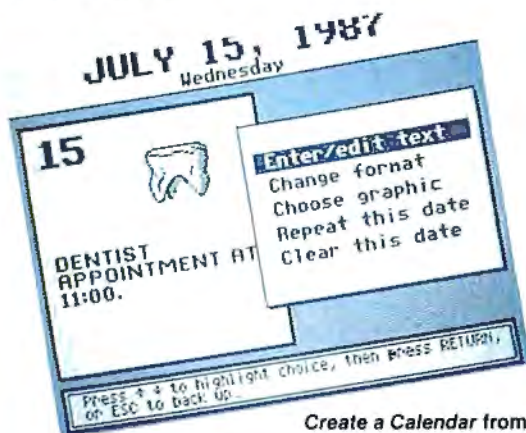 JULY 15, 1987
Wednesday
15
DENTIST
APPOINTMENT AT
11:00.
Enter/edit text
Change format
Choose graphic
Repeat this date
Clear this date
Press ↑ ↓ to highlight choice, then press RETURN,
or ESC to back up.
Create a Calendar from